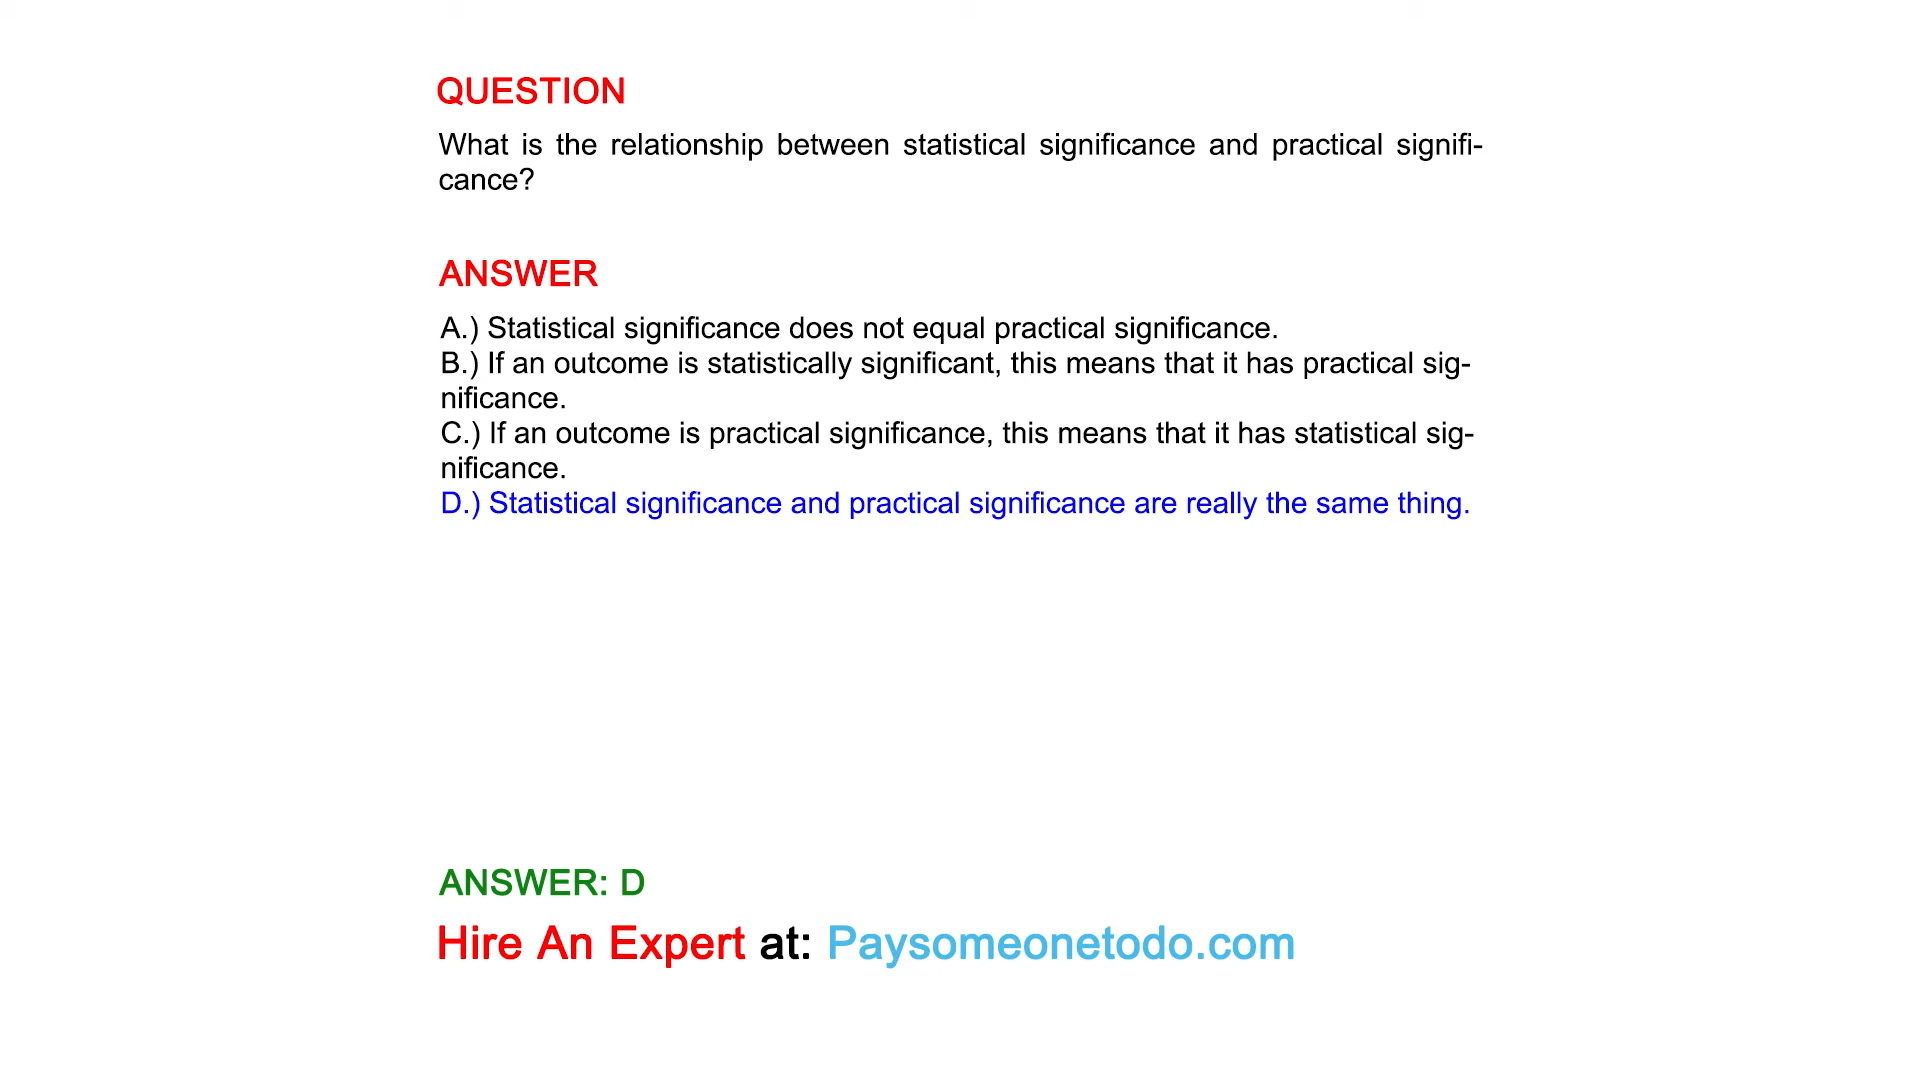 QUESTION
What is the relationship between statistical significance and practical signifi-
cance?
ANSWER
A.) Statistical significance does not equal practical significance.
B.) If an outcome is statistically significant, this means that it has practical sig-
nificance.
C.) If an outcome is practical significance, this means that it has statistical sig-
nificance.
D.) Statistical significance and practical significance are really the same thing.
ANSWER: D
Hire An Expert at: Paysomeonetodo.com